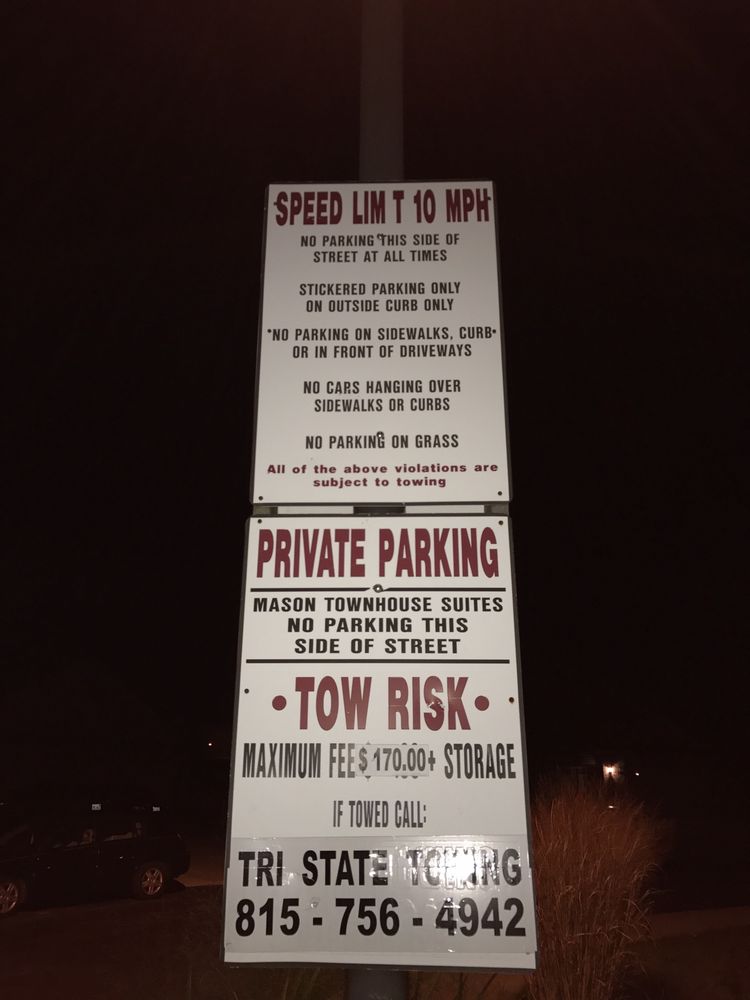 SPEED LIM T 10 MPH
NO PARKING THIS SIDE OF
STREET AT ALL TIMES
STICKERED PARKING ONLY
ON OUTSIDE CURB ONLY
NO PARKING ON SIDEWALKS, CURB
OR IN FRONT OF DRIVEWAYS
NO CARS HANGING OVER
SIDEWALKS OR CURBS
NO PARKING ON GRASS
All of the above violations are
subject to towing
PRIVATE PARKING
MASON TOWNHOUSE SUITES
NO PARKING THIS
SIDE OF STREET
• TOW RISK •
MAXIMUM FEE $170.00+ STORAGE
IF TOWED CALL:
TRI STATE TOWING
815 - 756 - 4942